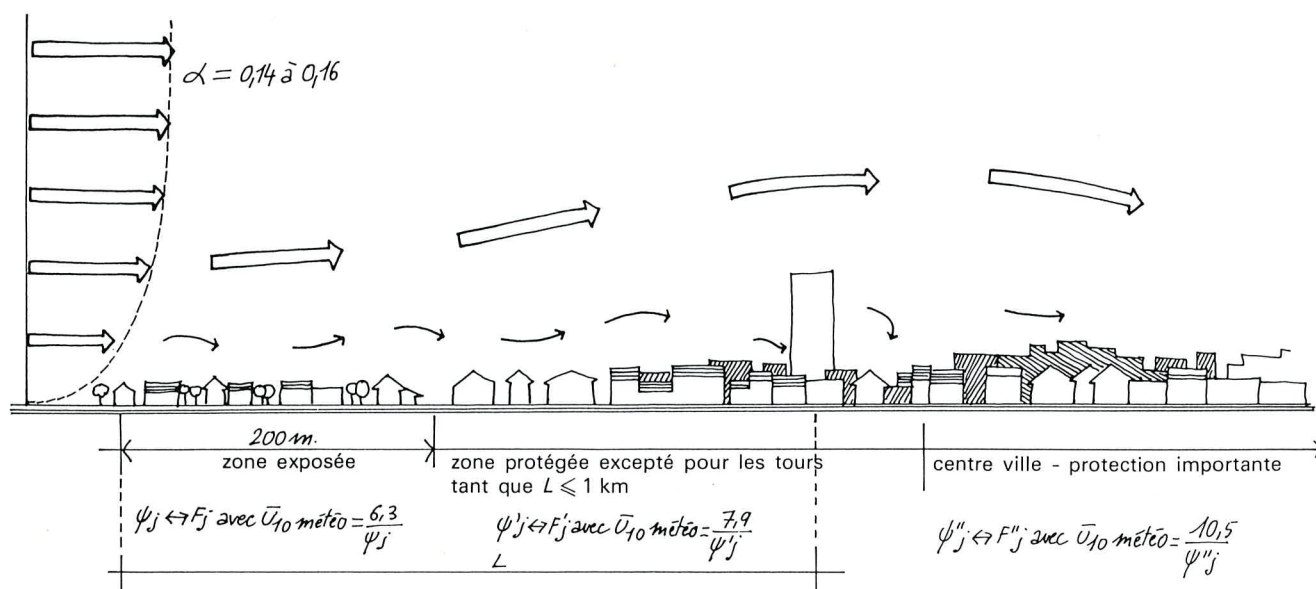 α = 0,14 à 0,16
200 m.
zone exposée
zone protégée excepté pour les tours
tant que L ⩽ 1 km
centre ville - protection importante
ψj ↔ Fj avec Ū10 météo = 6,3 / ψj
ψ'j ↔ F'j avec Ū10 météo = 7,9 / ψ'j
ψ''j ↔ F''j avec Ū10 météo = 10,5 / ψ''j
L